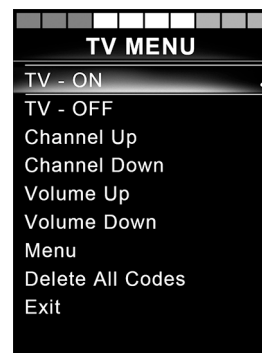 TV MENU
TV - ON
TV - OFF
Channel Up
Channel Down
Volume Up
Volume Down
Menu
Delete All Codes
Exit